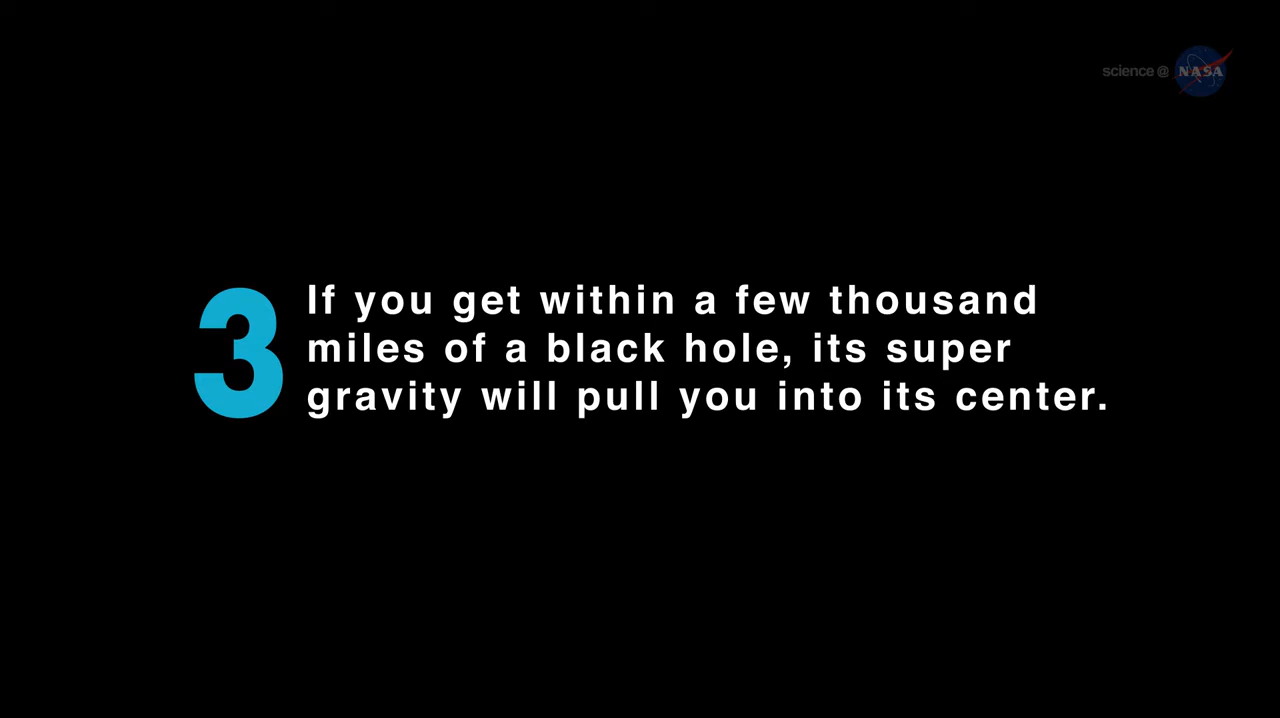 science @ NASA
3
If you get within a few thousand
miles of a black hole, its super
gravity will pull you into its center.